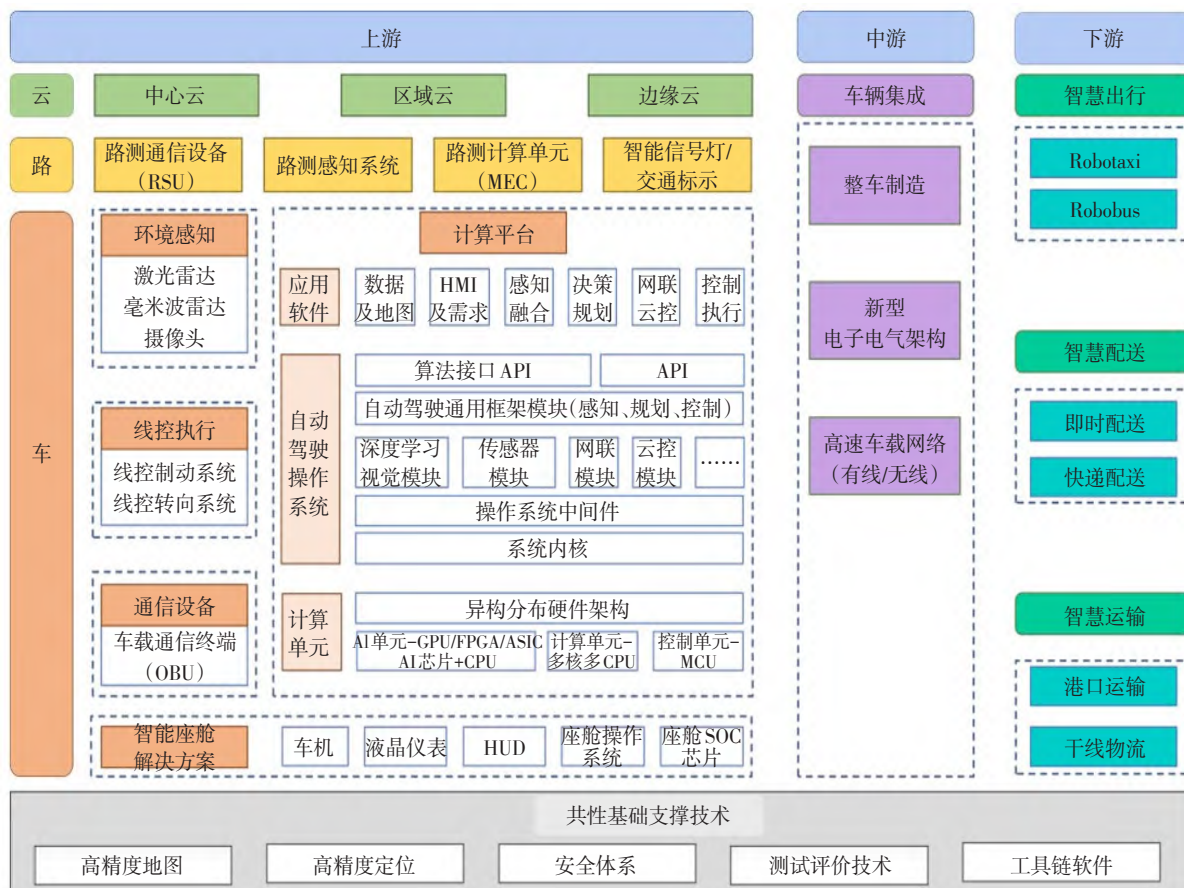 上游
中游
下游
云
中心云
区域云
边缘云
车辆集成
智慧出行
路
路测通信设备
（RSU）
路测感知系统
路测计算单元
（MEC）
智能信号灯/
交通标示
整车制造
Robotaxi
Robobus
车
环境感知
激光雷达
毫米波雷达
摄像头
计算平台
应用
软件
数据
及地图
HMI
及需求
感知
融合
决策
规划
网联
云控
控制
执行
新型
电子电气架构
智慧配送
线控执行
线控制动系统
线控转向系统
自动
驾驶
操作
系统
算法接口API
API
自动驾驶通用框架模块（感知、规划、控制）
深度学习
视觉模块
传感器
模块
网联
模块
云控
模块
……
操作系统中间件
系统内核
高速车载网络
（有线/无线）
即时配送
快递配送
通信设备
车载通信终端
（OBU）
计算
单元
异构分布硬件架构
AI单元-GPU/FPGA/ASIC
AI芯片+CPU
计算单元-
多核多CPU
控制单元-
MCU
智慧运输
港口运输
干线物流
智能座舱
解决方案
车机
液晶仪表
HUD
座舱操作
系统
座舱SOC
芯片
共性基础支撑技术
高精度地图
高精度定位
安全体系
测试评价技术
工具链软件